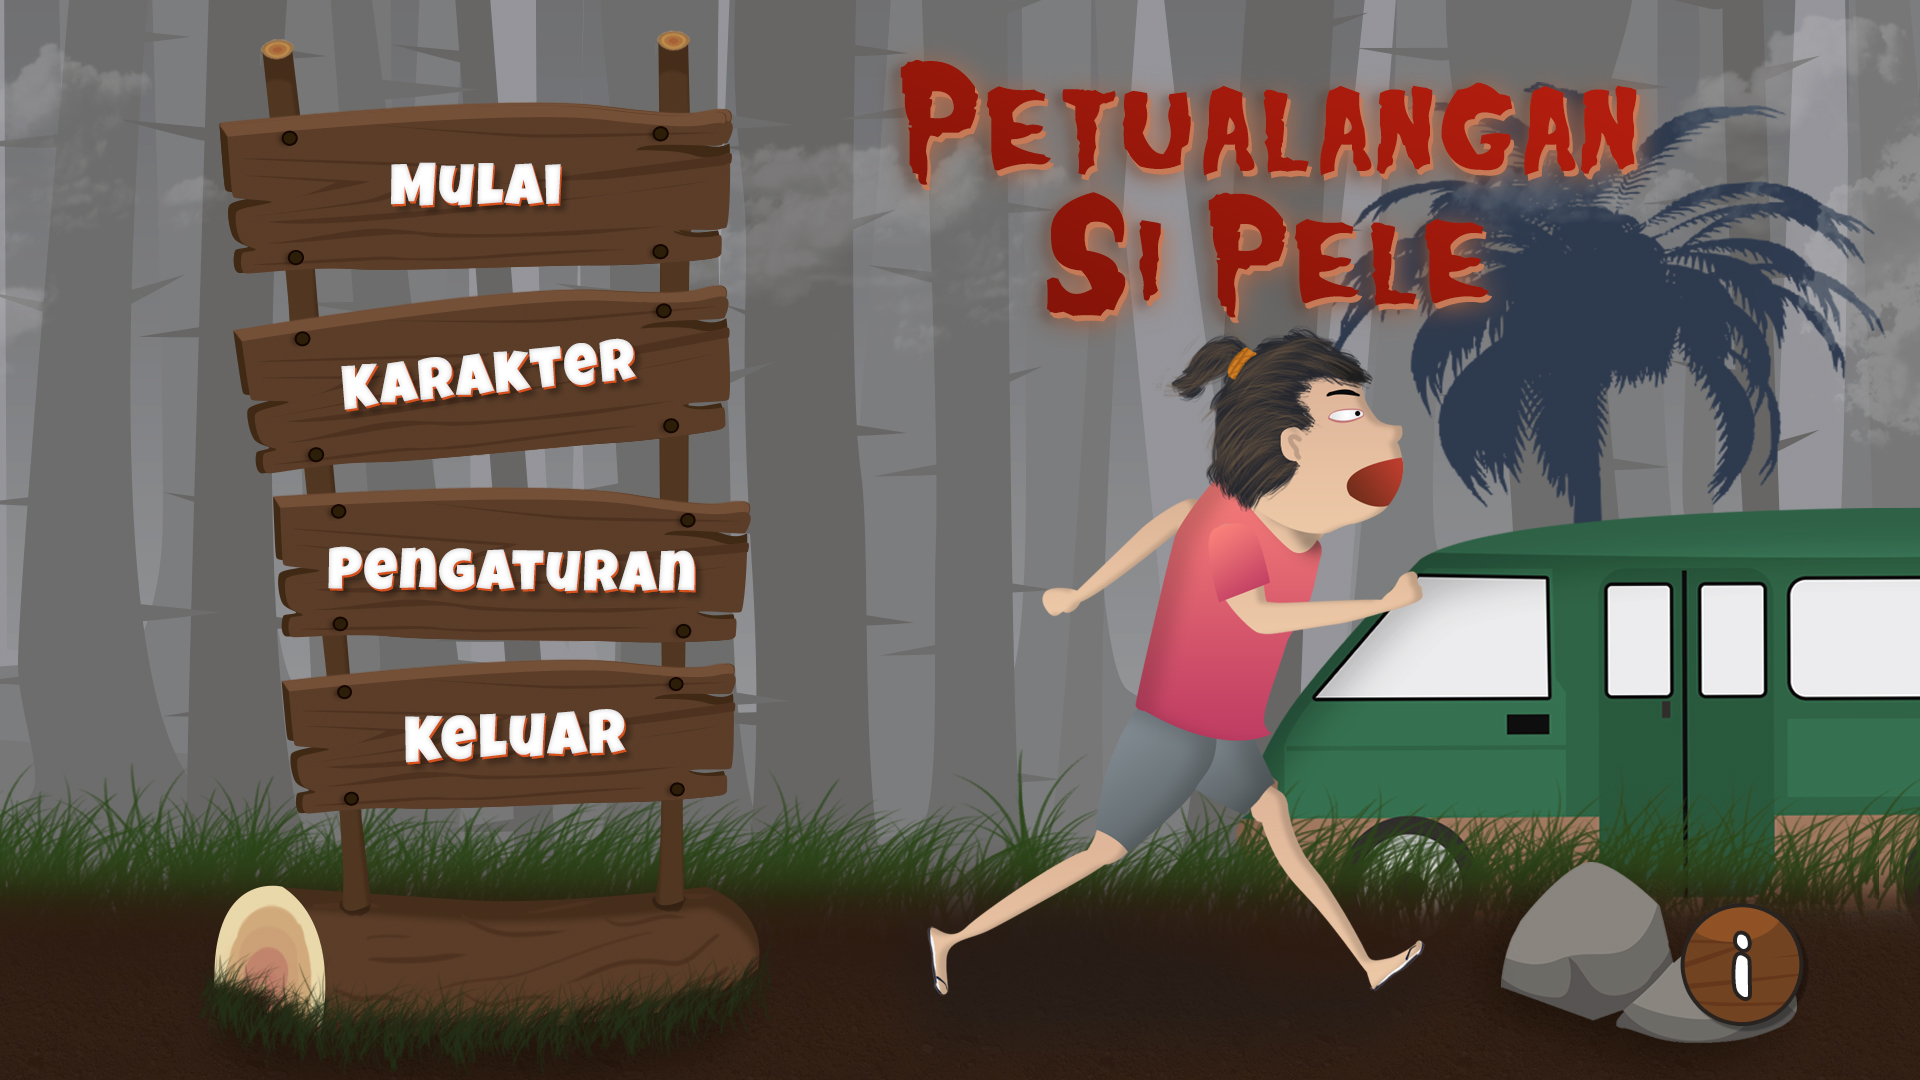 PETUALANGAN
SI PELE
MULAI
KARAKTER
PENGATURAN
KELUAR
i